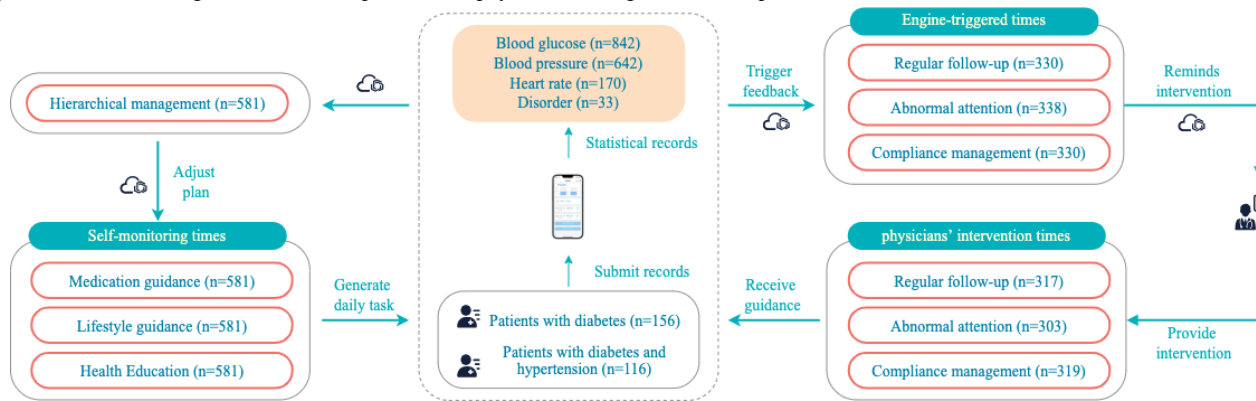 Hierarchical management (n=581)
Adjust
plan
Self-monitoring times
Medication guidance (n=581)
Lifestyle guidance (n=581)
Health Education (n=581)
Generate
daily task
Blood glucose (n=842)
Blood pressure (n=642)
Heart rate (n=170)
Disorder (n=33)
Statistical records
Submit records
Patients with diabetes (n=156)
Patients with diabetes and
hypertension (n=116)
Trigger
feedback
Engine-triggered times
Regular follow-up (n=330)
Abnormal attention (n=338)
Compliance management (n=330)
Reminds
intervention
physicians’ intervention times
Regular follow-up (n=317)
Abnormal attention (n=303)
Compliance management (n=319)
Receive
guidance
Provide
intervention